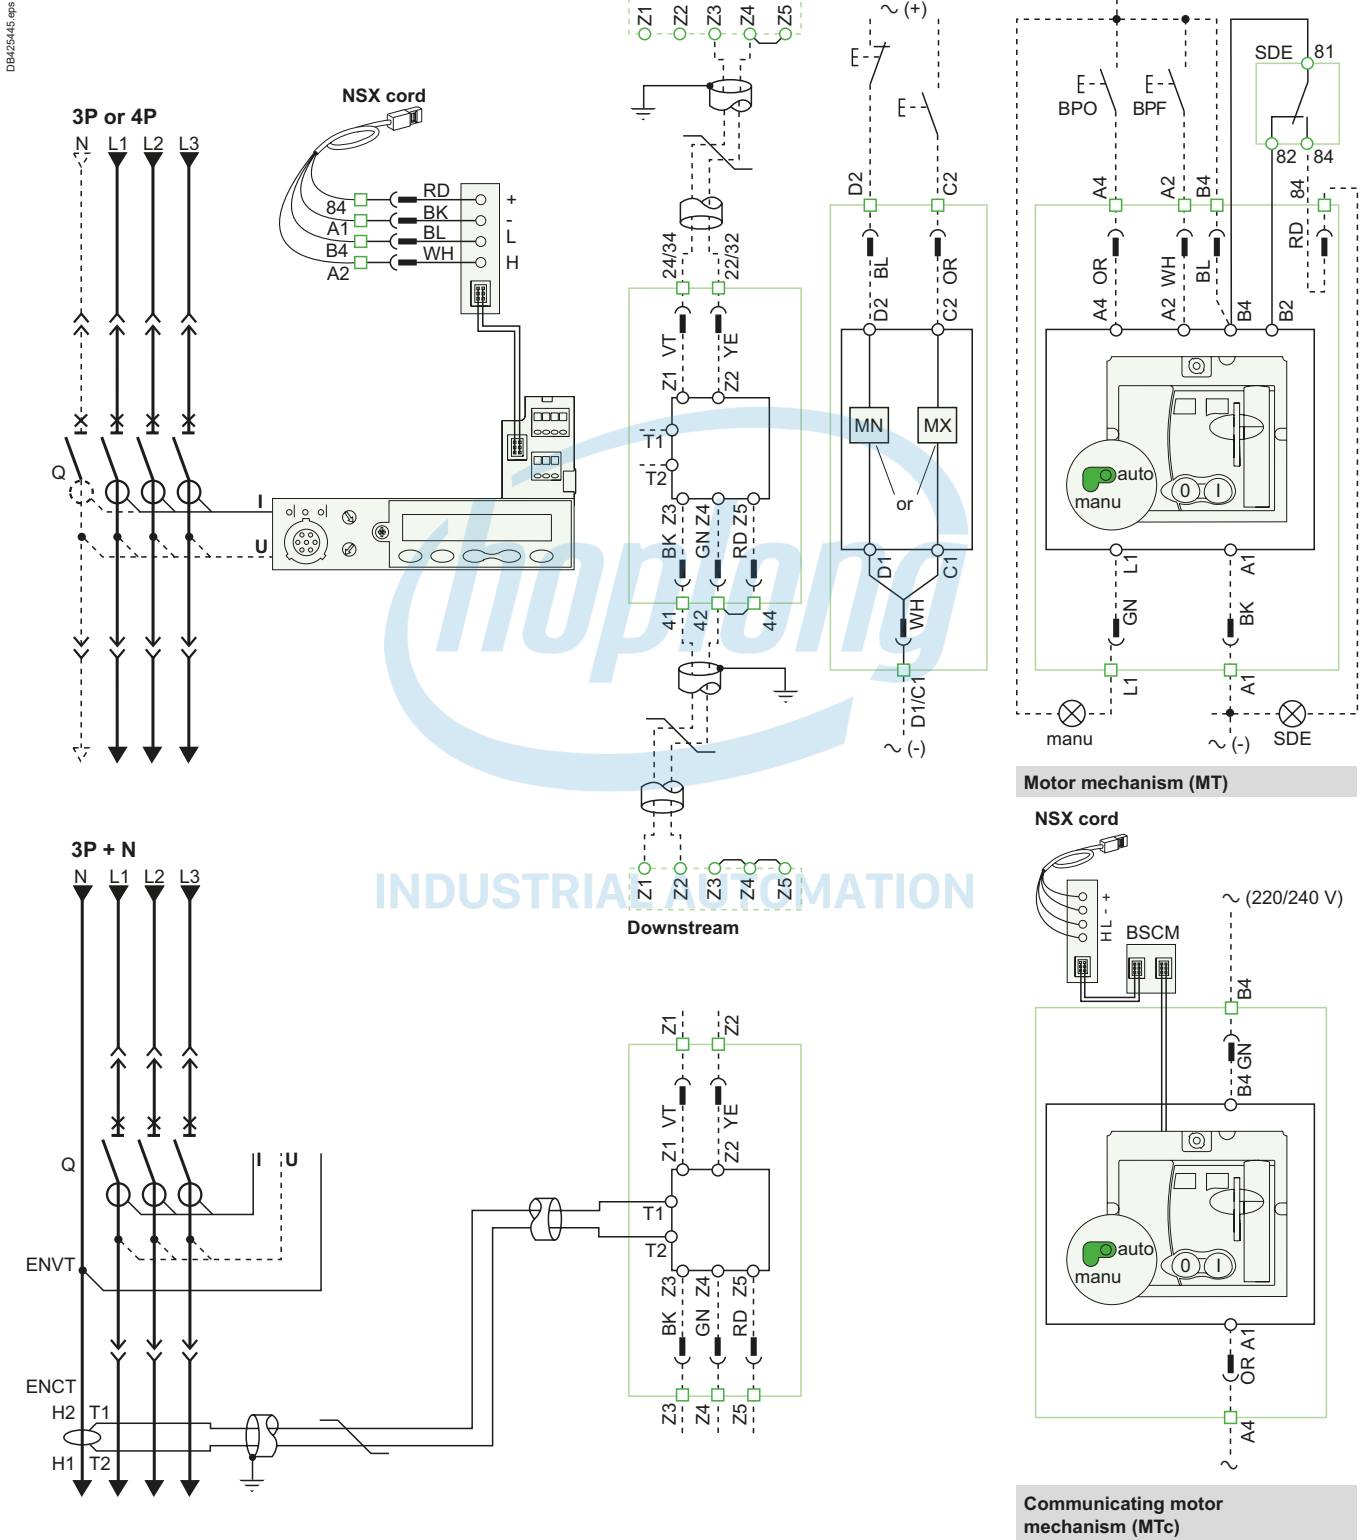 DB425445.eps
Z1 Z2 Z3 Z4 Z5
(+)
SDE 81
BPO BPF
82 84
NSX cord
3P or 4P
N L1 L2 L3
84 RD +
A1 BK -
B4 BL L
A2 WH H
Q
I
U
24/34 22/32
VT YE
Z1 Z2
T1
T2
Z3 Z4 Z5
BK GN RD
41 42 44
D2 C2
BL OR
D2 C2
MN MX
or
D1 C1
WH
D1/C1
(-)
A4 A2 B4 84
OR WH BL RD
A4 A2 B4 B2
auto
manu
0 I
L1 A1
GN BK
L1 A1
manu
(-)
SDE
Motor mechanism (MT)
hoplong
INDUSTRIAL AUTOMATION
Z1 Z2 Z3 Z4 Z5
Downstream
3P + N
N L1 L2 L3
Q
I U
ENVT
ENCT
H2 T1
H1 T2
Z1 Z2
VT YE
Z1 Z2
T1
T2
Z3 Z4 Z5
BK GN RD
Z3 Z4 Z5
NSX cord
H L - +
BSCM
(220/240 V)
B4
GN
B4
auto
manu
0 I
A1
OR
A4
Communicating motor
mechanism (MTc)